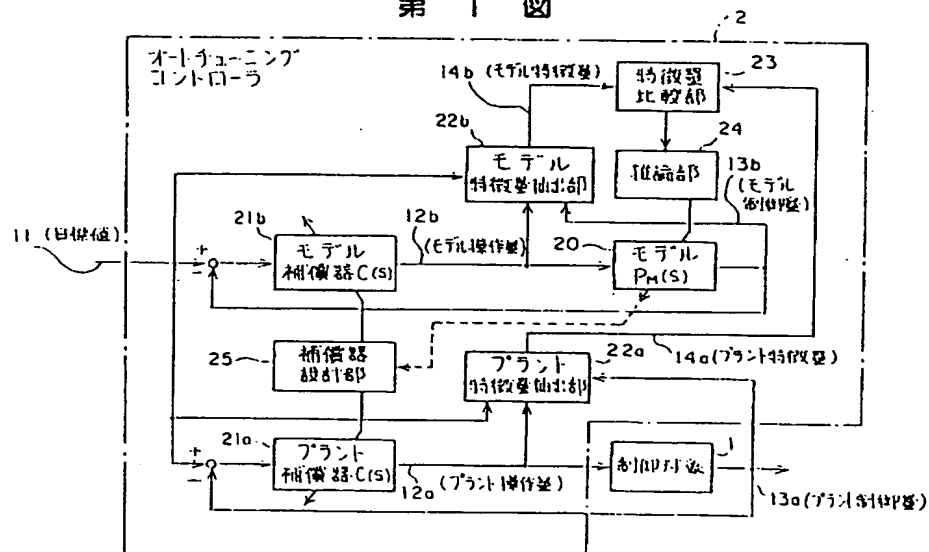 第 1 図
2
オートチューニング
コントローラ
14b (モデル特徴量)
特徴量
比較部
23
22b
モデル
特徴量抽出部
24
推論部
13b
(モデル
制御量)
11 (目標値)
21b
12b
(モデル操作量)
20
+
−
モデル
補償器 C(S)
モデル
PM(S)
25
補償器
設計部
プラント
特徴量抽出部
22a
14a (プラント特徴量)
21a
+
−
プラント
補償器 C(S)
12a (プラント操作量)
制御対象
1
13a (プラント制御量)